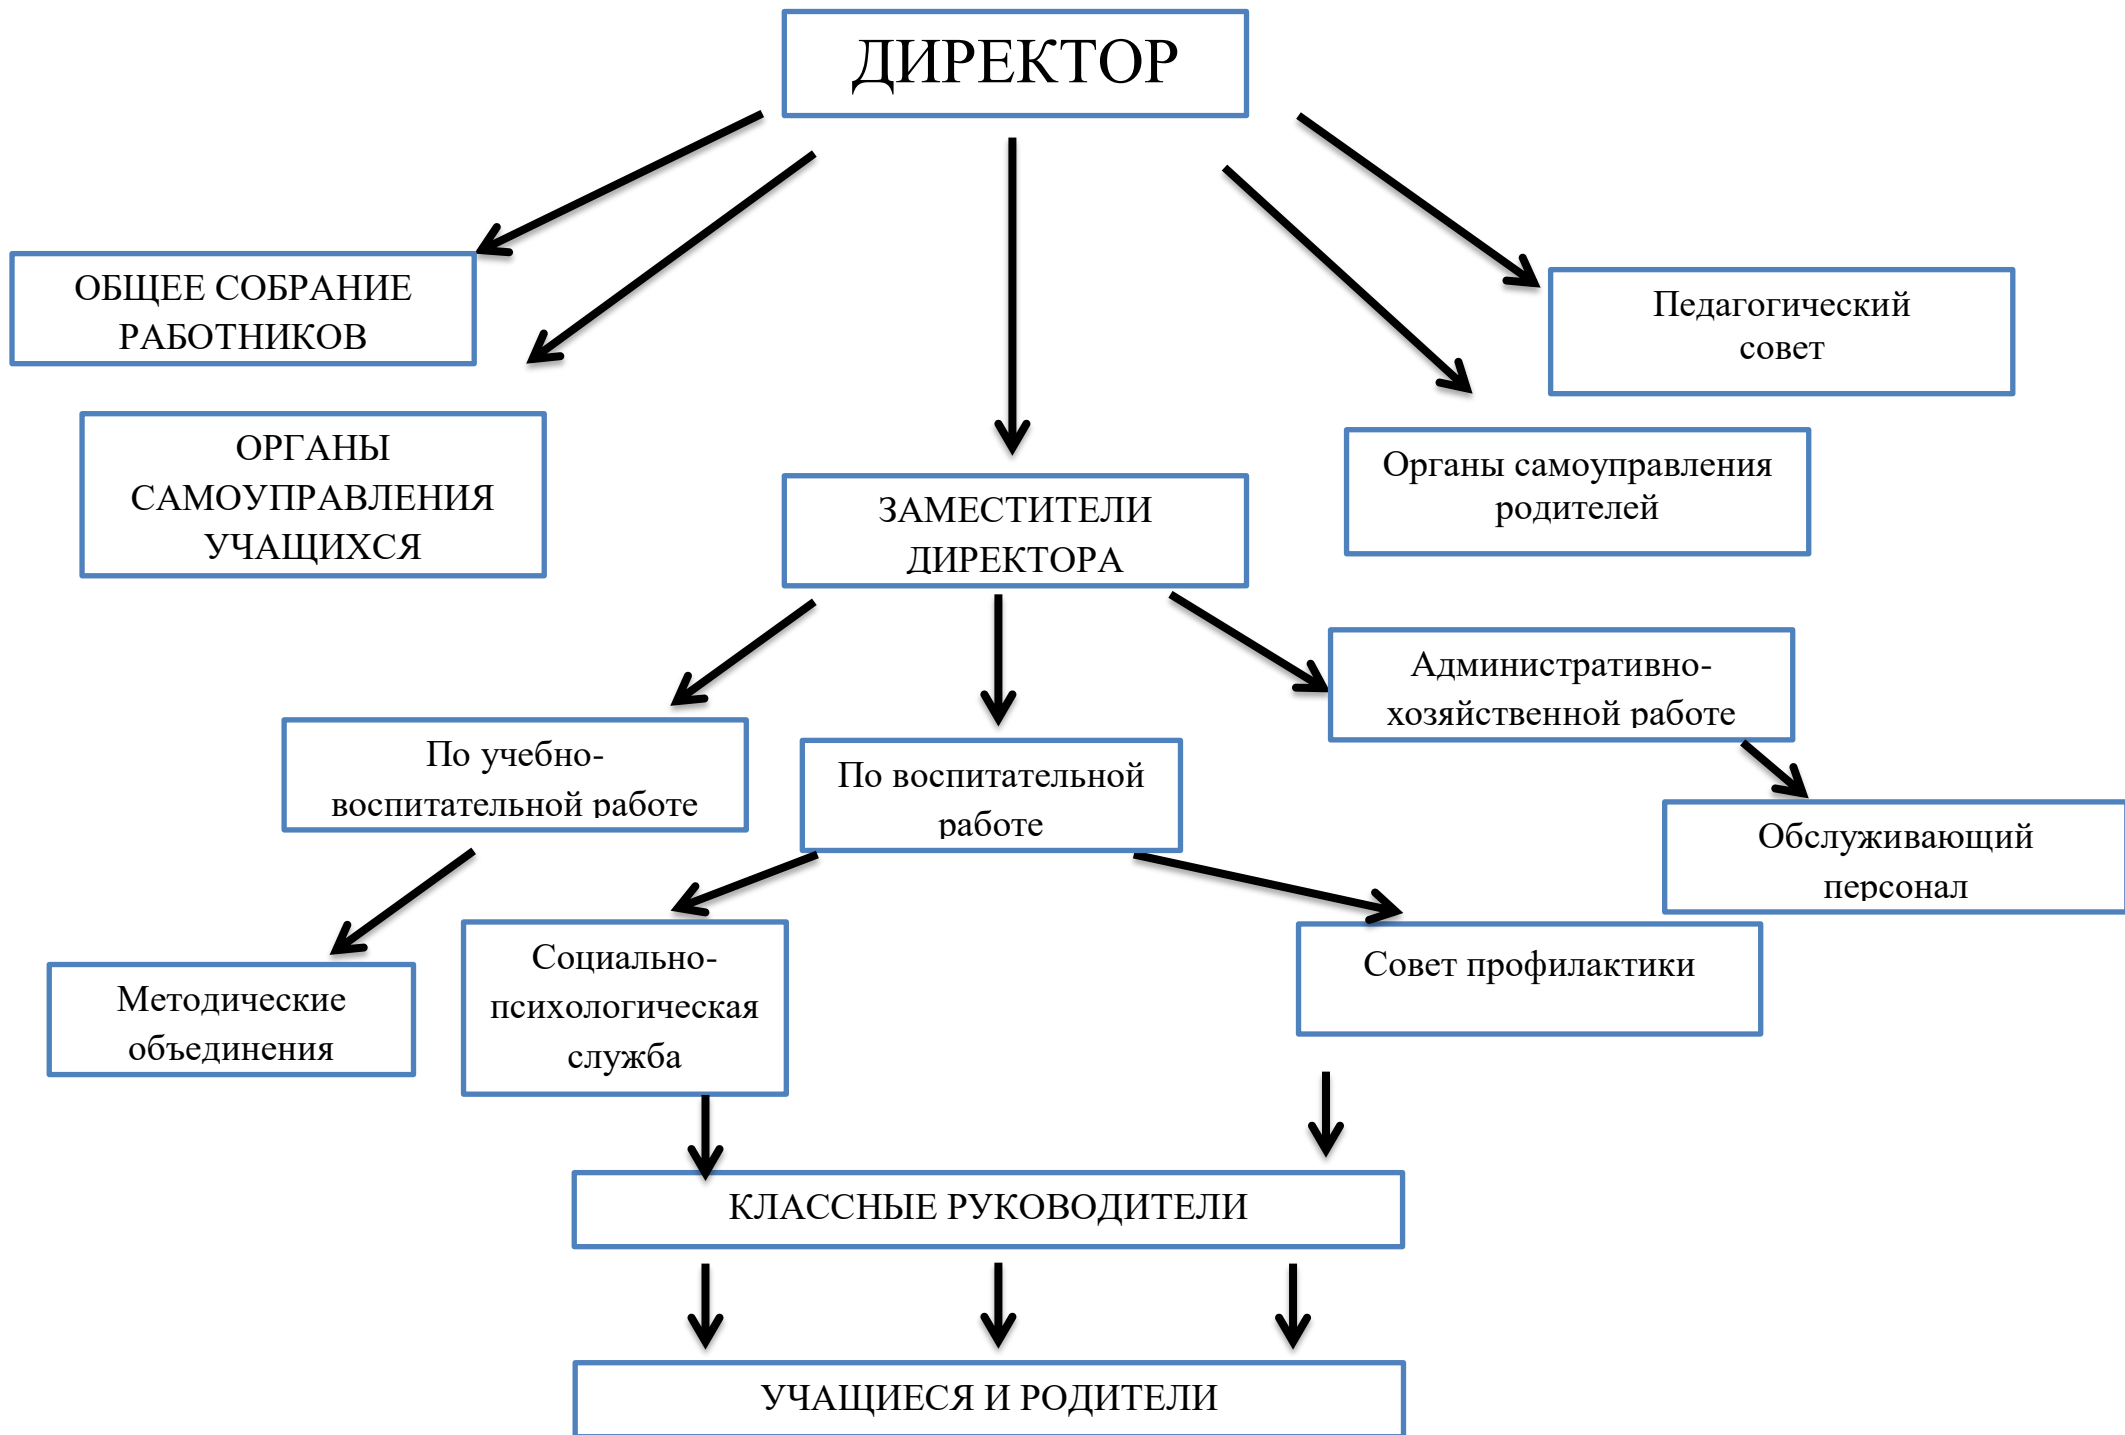 ДИРЕКТОР
ОБЩЕЕ СОБРАНИЕ
РАБОТНИКОВ
Педагогический
совет
ОРГАНЫ
САМОУПРАВЛЕНИЯ
УЧАЩИХСЯ
Органы самоуправления
родителей
ЗАМЕСТИТЕЛИ
ДИРЕКТОРА
Административно-
хозяйственной работе
По учебно-
воспитательной работе
По воспитательной
работе
Обслуживающий
персонал
Методические
объединения
Социально-
психологическая
служба
Совет профилактики
КЛАССНЫЕ РУКОВОДИТЕЛИ
УЧАЩИЕСЯ И РОДИТЕЛИ